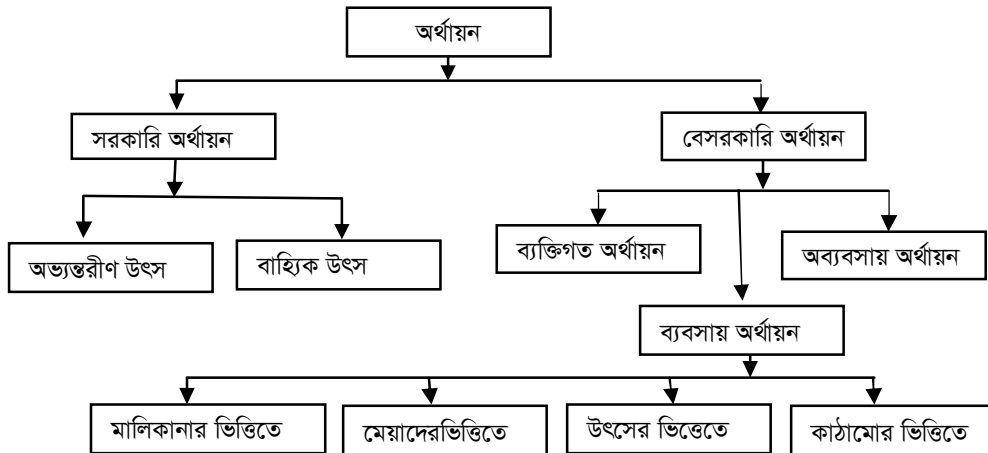 অর্থায়ন
সরকারি অর্থায়ন
বেসরকারি অর্থায়ন
অভ্যন্তরীণ উৎস
বাহ্যিক উৎস
ব্যক্তিগত অর্থায়ন
অব্যবসায় অর্থায়ন
ব্যবসায় অর্থায়ন
মালিকানার ভিত্তিতে
মেয়াদেরভিত্তিতে
উৎসের ভিত্তেতে
কাঠামোর ভিত্তিতে